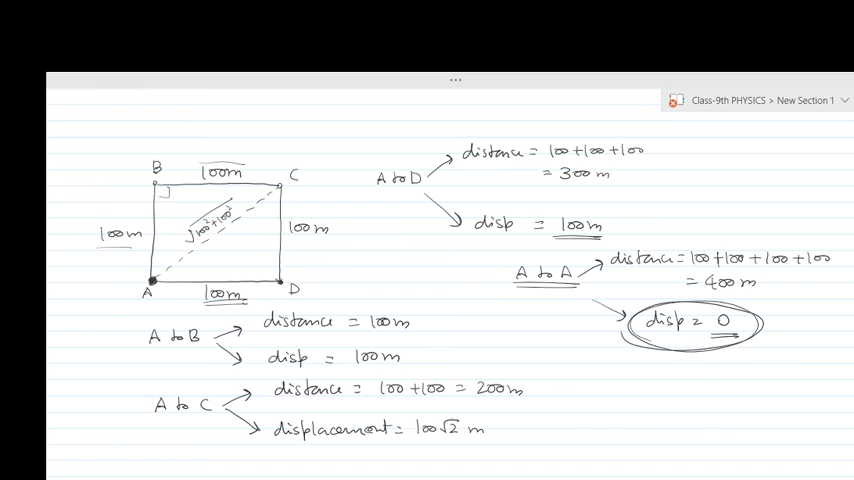 Class-9th PHYSICS > New Section 1
B
100m
C
100m
√100²+100²
100m
A
100m
D
A to B
distance = 100m
disp = 100m
A to C
distance = 100+100 = 200m
displacement = 100√2 m
A to D
distance = 100+100+100
= 300m
disp = 100m
A to A
distance = 100+100+100+100
= 400m
disp = 0